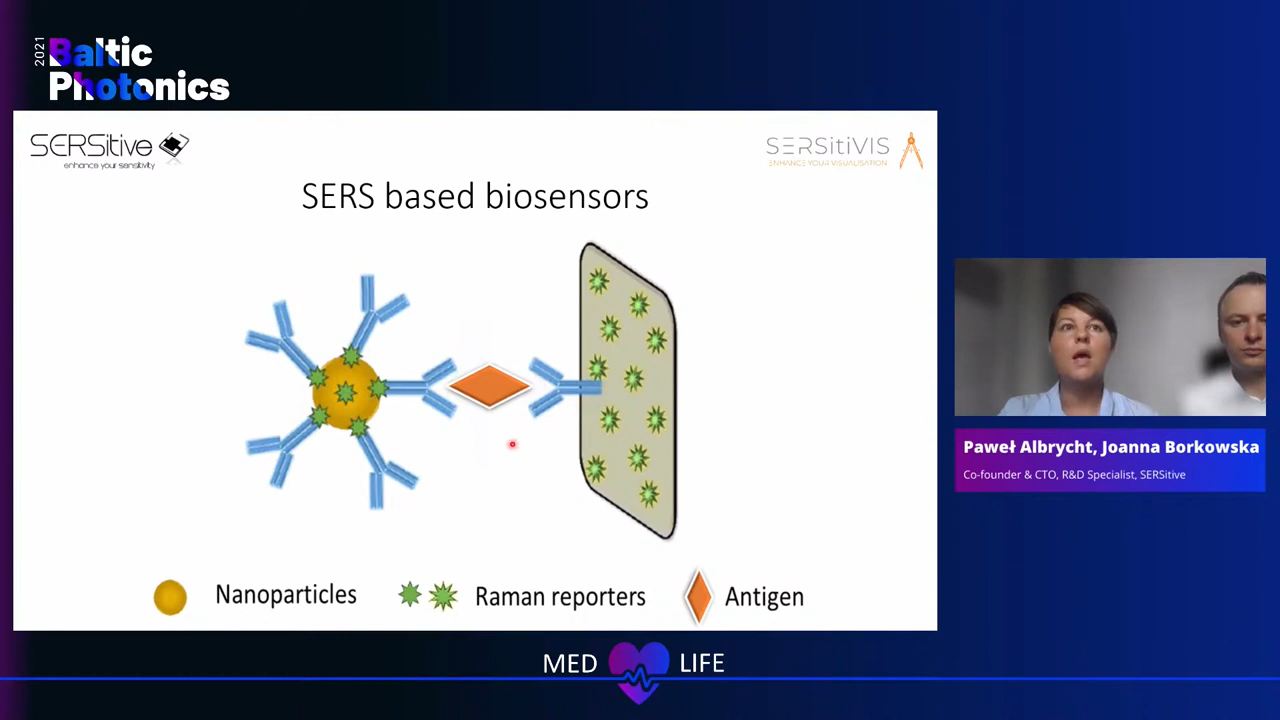 2021
Baltic
Photonics
SERSitive
enhance your sensitivity
SERSitiVIS
ENHANCE YOUR VISUALISATION
SERS based biosensors
Nanoparticles
Raman reporters
Antigen
Paweł Albrycht, Joanna Borkowska
Co-founder & CTO, R&D Specialist, SERSitive
MED LIFE